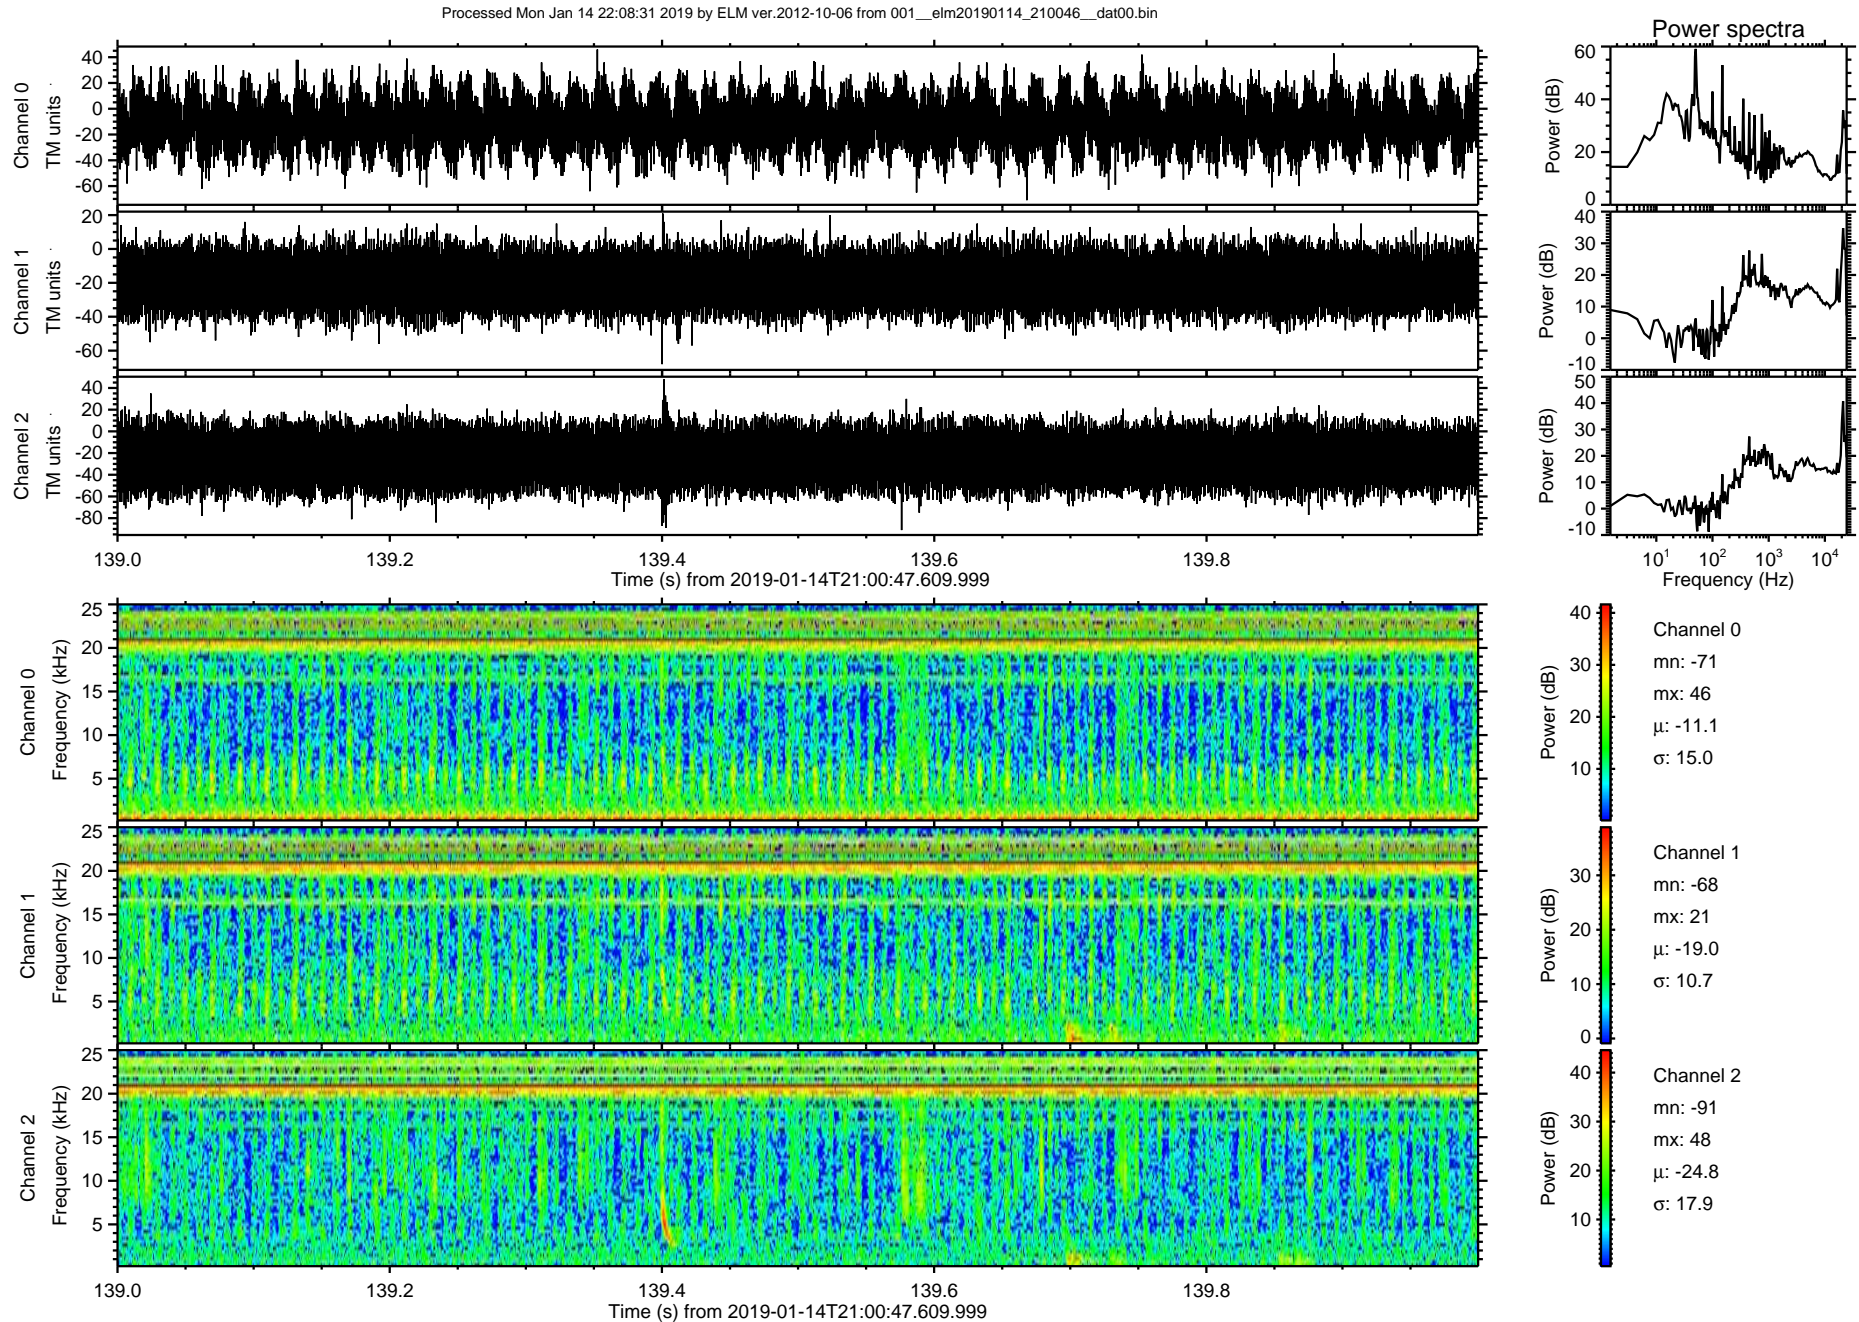 Processed Mon Jan 14 22:08:31 2019 by ELM ver.2012-10-06 from 001__elm20190114_210046__dat00.bin
Power spectra
Channel 0
TM units
40
20
0
-20
-40
-60
Power (dB)
60
40
20
0
Channel 1
TM units
20
0
-20
-40
-60
Power (dB)
40
30
20
10
0
-10
Channel 2
TM units
40
20
0
-20
-40
-60
-80
Power (dB)
50
40
30
20
10
0
-10
139.0 139.2 139.4 139.6 139.8
Time (s) from 2019-01-14T21:00:47.609.999
10^1 10^2 10^3 10^4
Frequency (Hz)
Channel 0
Frequency (kHz)
25
20
15
10
5
Power (dB)
40
30
20
10
Channel 0
mn: -71
mx: 46
μ: -11.1
σ: 15.0
Channel 1
Frequency (kHz)
25
20
15
10
5
Power (dB)
30
20
10
0
Channel 1
mn: -68
mx: 21
μ: -19.0
σ: 10.7
Channel 2
Frequency (kHz)
25
20
15
10
5
Power (dB)
40
30
20
10
Channel 2
mn: -91
mx: 48
μ: -24.8
σ: 17.9
139.0 139.2 139.4 139.6 139.8
Time (s) from 2019-01-14T21:00:47.609.999